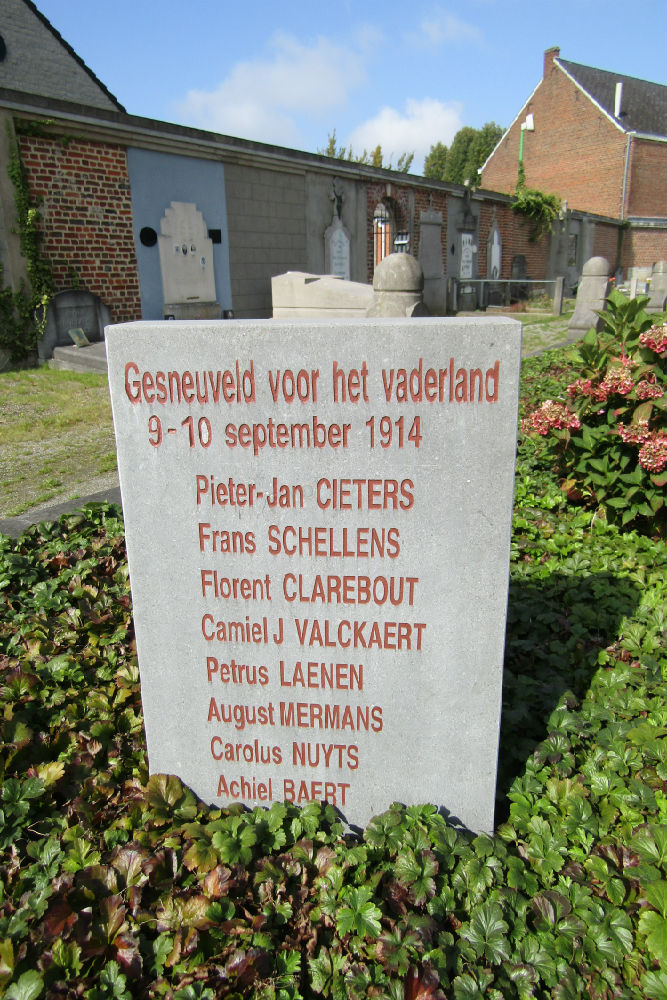 Gesneuveld voor het vaderland
9-10 september 1914
Pieter-Jan CIETERS
Frans SCHELLENS
Florent CLAREBOUT
Camiel J VALCKAERT
Petrus LAENEN
August MERMANS
Carolus NUYTS
Achiel BAERT